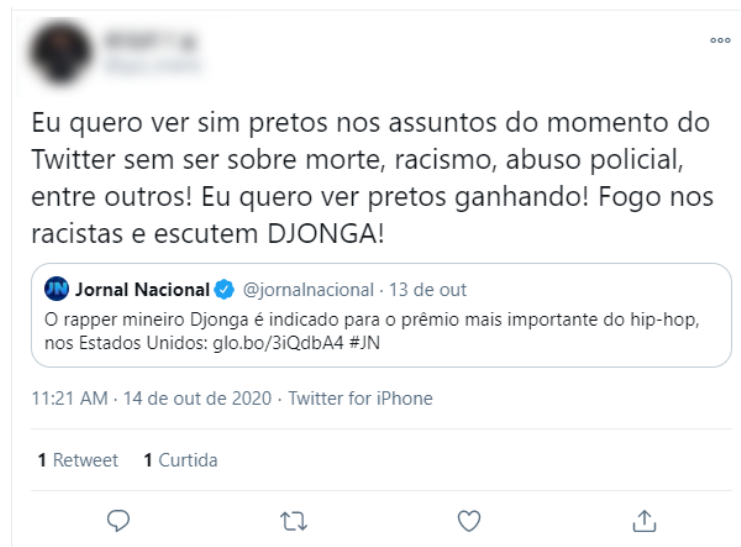 Eu quero ver sim pretos nos assuntos do momento do
Twitter sem ser sobre morte, racismo, abuso policial,
entre outros! Eu quero ver pretos ganhando! Fogo nos
racistas e escutem DJONGA!
JN Jornal Nacional @jornalnacional · 13 de out
O rapper mineiro Djonga é indicado para o prêmio mais importante do hip-hop,
nos Estados Unidos: glo.bo/3iQdbA4 #JN
11:21 AM · 14 de out de 2020 · Twitter for iPhone
1 Retweet 1 Curtida